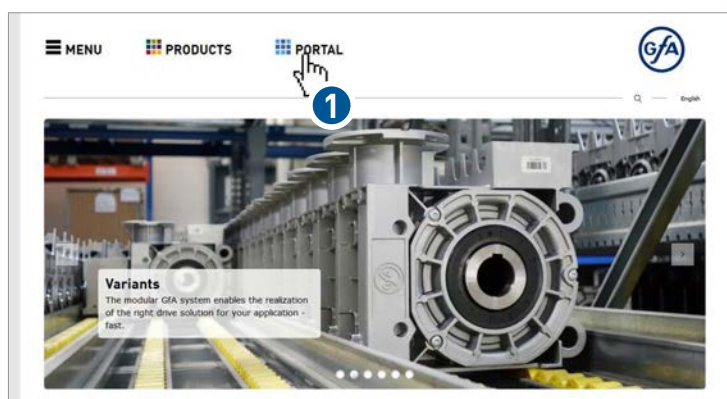 MENU
PRODUCTS
PORTAL
GfA
1
English
Variants
The modular GfA system enables the realization
of the right drive solution for your application -
fast.